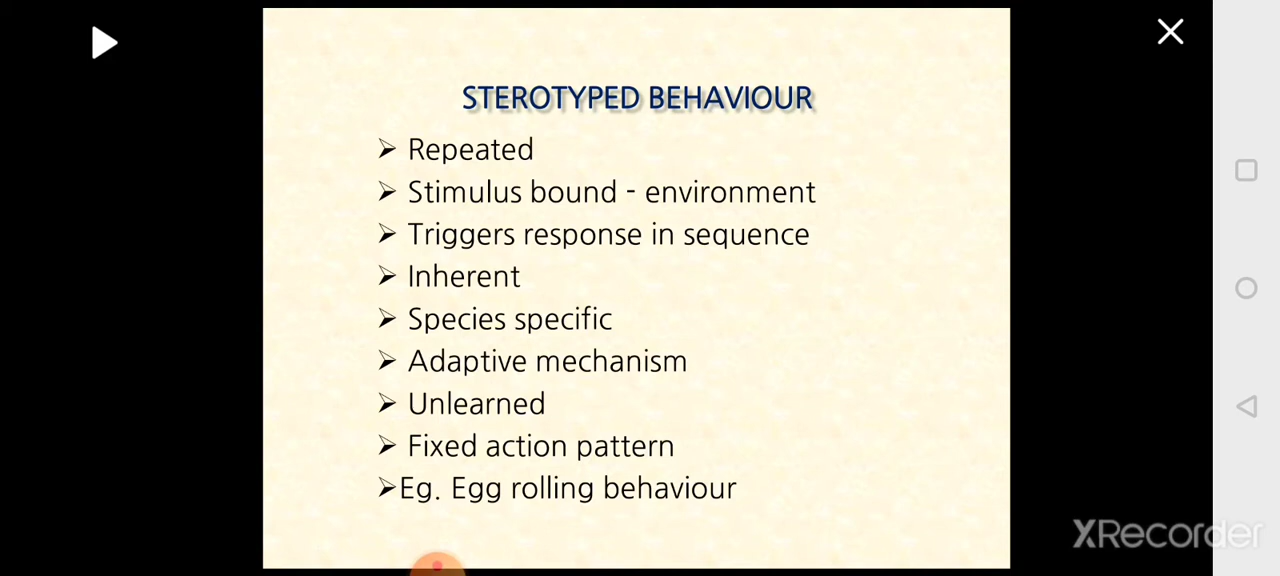 STEROTYPED BEHAVIOUR
➢ Repeated
➢ Stimulus bound - environment
➢ Triggers response in sequence
➢ Inherent
➢ Species specific
➢ Adaptive mechanism
➢ Unlearned
➢ Fixed action pattern
➢Eg. Egg rolling behaviour
XRecorder